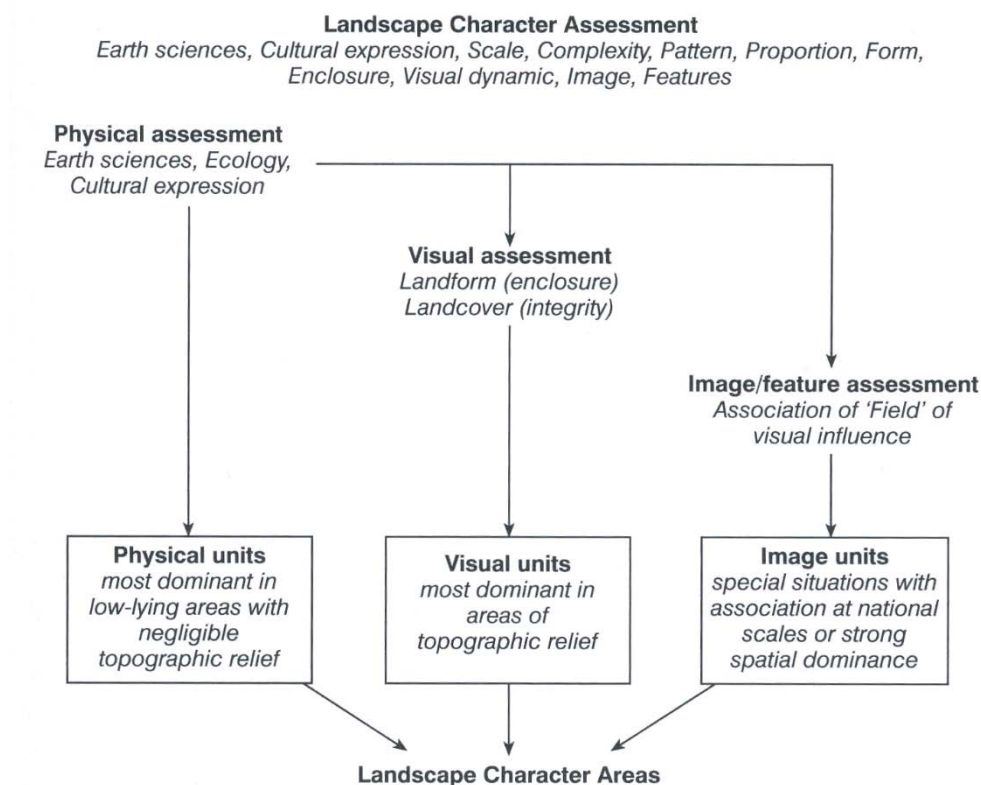 Landscape Character Assessment
Earth sciences, Cultural expression, Scale, Complexity, Pattern, Proportion, Form,
Enclosure, Visual dynamic, Image, Features
Physical assessment
Earth sciences, Ecology,
Cultural expression
Visual assessment
Landform (enclosure)
Landcover (integrity)
Image/feature assessment
Association of ‘Field’ of
visual influence
Physical units
most dominant in
low-lying areas with
negligible
topographic relief
Visual units
most dominant in
areas of
topographic relief
Image units
special situations with
association at national
scales or strong
spatial dominance
Landscape Character Areas